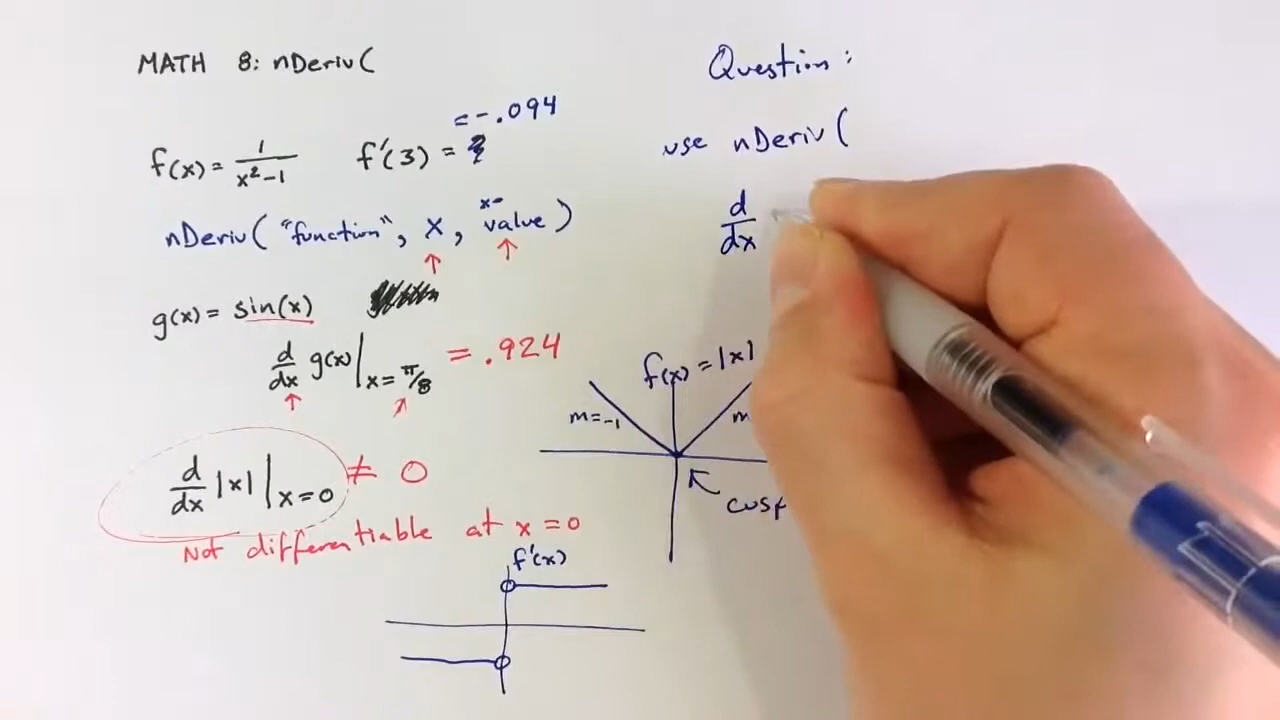 MATH 8: nDeriv(
f(x) = 1/(x²-1) f'(3) = = -.094
nDeriv( "function", x, value )
x=
g(x) = sin(x)
d/dx g(x) | x = π/8 = .924
d/dx |x| | x=0 ≠ 0
Not differentiable at x=0
f'(x)
Question:
use nDeriv(
d/dx
f(x) = |x|
m=-1 m
cusp